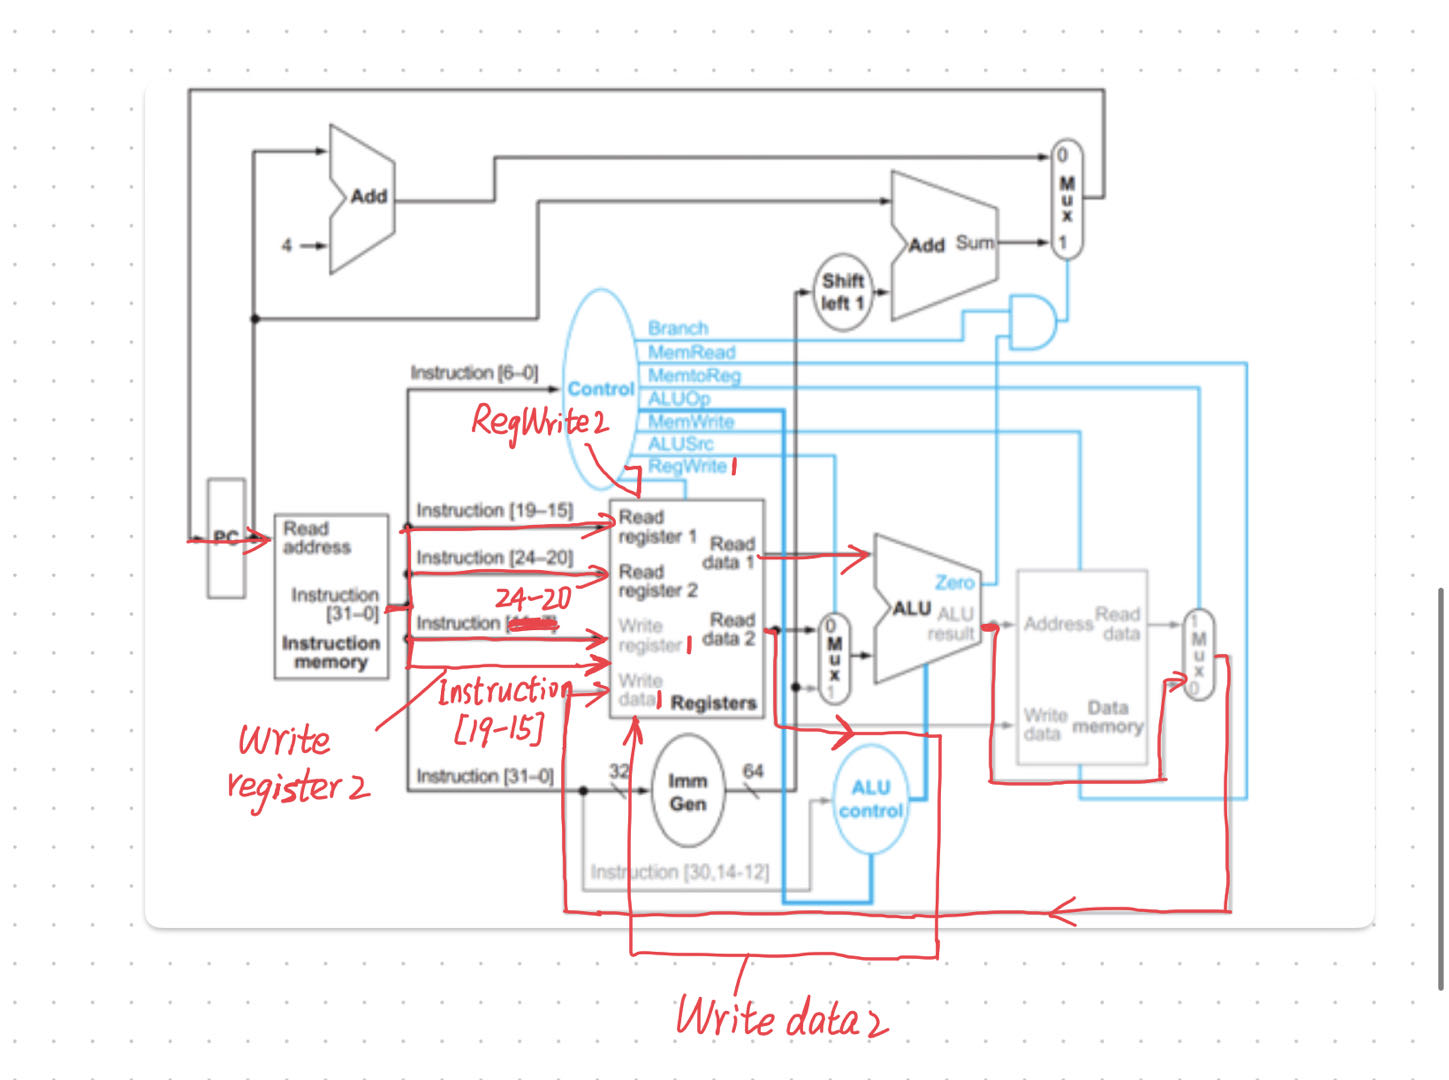 0
M
u
x
1
Add
4
Add Sum
Shift
left 1
Branch
MemRead
MemtoReg
ALUOp
MemWrite
ALUSrc
RegWrite 1
Control
Instruction [6–0]
RegWrite2
PC
Read
address
Instruction
[31–0]
Instruction
memory
Instruction [19–15]
Instruction [24–20]
24-20
Instruction [
Instruction
[19-15]
Write
register 2
Instruction [31–0]
Read
register 1
Read
register 2
Write
register 1
Write
data 1
Read
data 1
Read
data 2
Registers
32
Imm
Gen
64
Instruction [30,14-12]
0
M
u
x
1
Zero
ALU
ALU
result
ALU
control
Address
Read
data
Write
data
Data
memory
1
M
u
x
0
Write data2